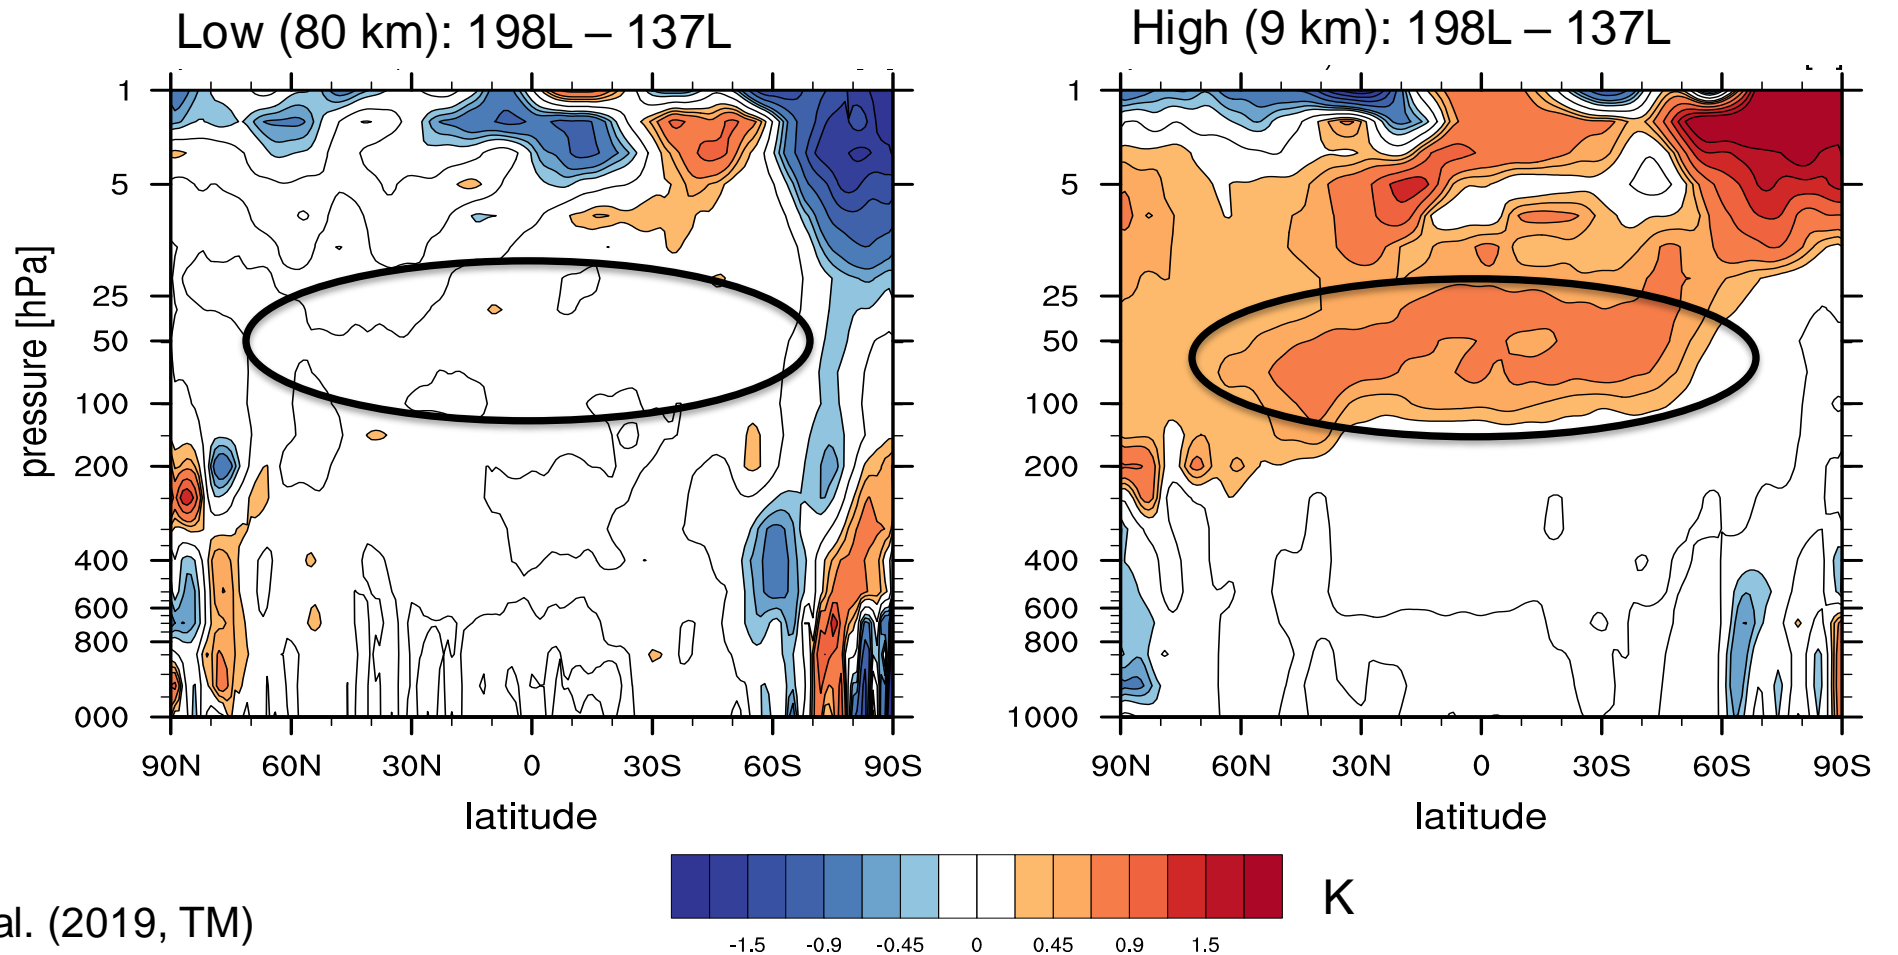 Low (80 km): 198L – 137L
High (9 km): 198L – 137L
pressure [hPa]
1
5
25
50
100
200
400
600
800
000
90N 60N 30N 0 30S 60S 90S
latitude
1
5
25
50
100
200
400
600
800
1000
90N 60N 30N 0 30S 60S 90S
latitude
-1.5 -0.9 -0.45 0 0.45 0.9 1.5
K
al. (2019, TM)